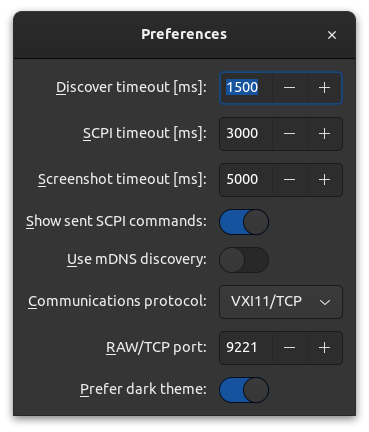 Preferences
Discover timeout [ms]: 1500
SCPI timeout [ms]: 3000
Screenshot timeout [ms]: 5000
Show sent SCPI commands:
Use mDNS discovery:
Communications protocol: VXI11/TCP
RAW/TCP port: 9221
Prefer dark theme: